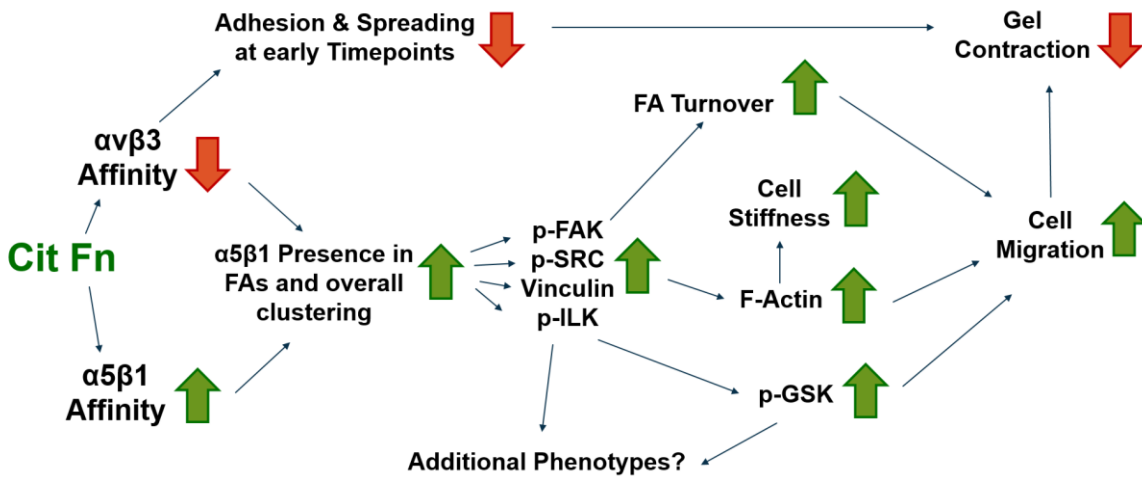 Adhesion & Spreading
at early Timepoints
Gel
Contraction
FA Turnover
αvβ3
Affinity
Cell
Stiffness
Cit Fn
α5β1 Presence in
FAs and overall
clustering
p-FAK
p-SRC
Vinculin
p-ILK
F-Actin
Cell
Migration
α5β1
Affinity
p-GSK
Additional Phenotypes?